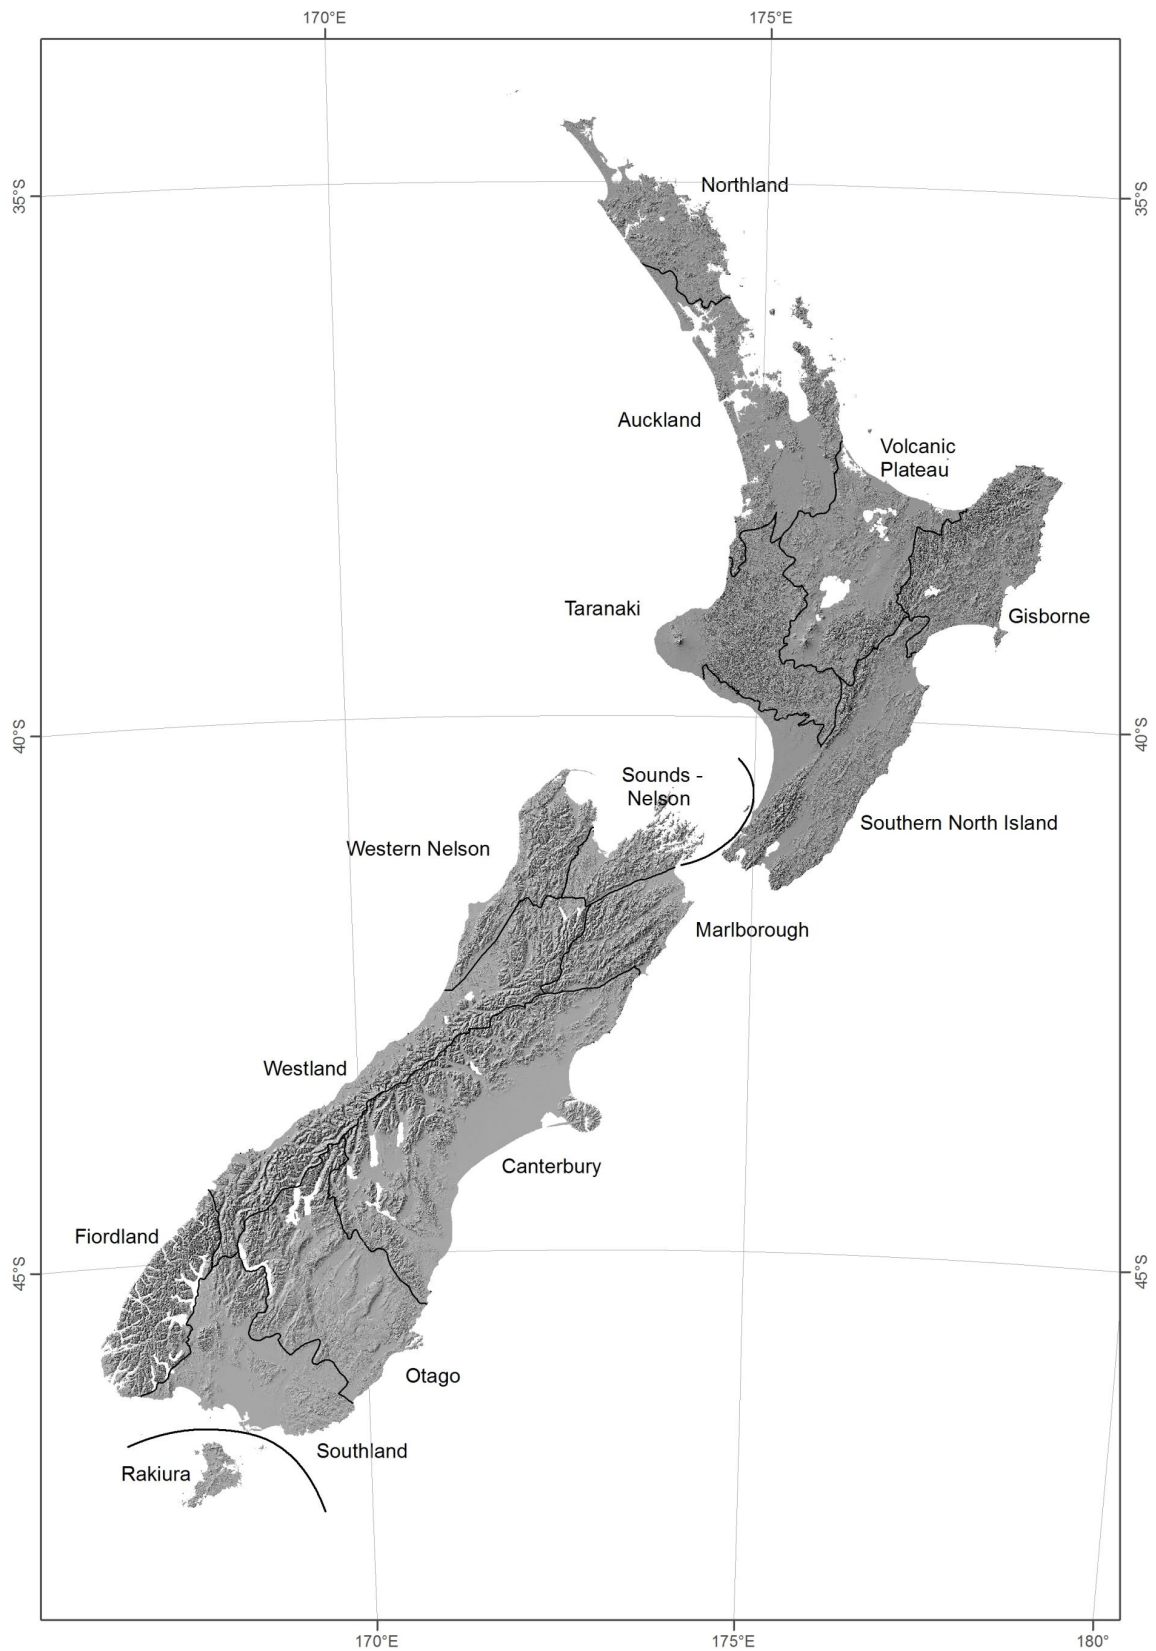 170°E
175°E
35°S
35°S
Northland
Auckland
Volcanic
Plateau
Taranaki
Gisborne
40°S
40°S
Sounds -
Nelson
Southern North Island
Western Nelson
Marlborough
Westland
Canterbury
Fiordland
45°S
45°S
Otago
Southland
Rakiura
170°E
175°E
180°